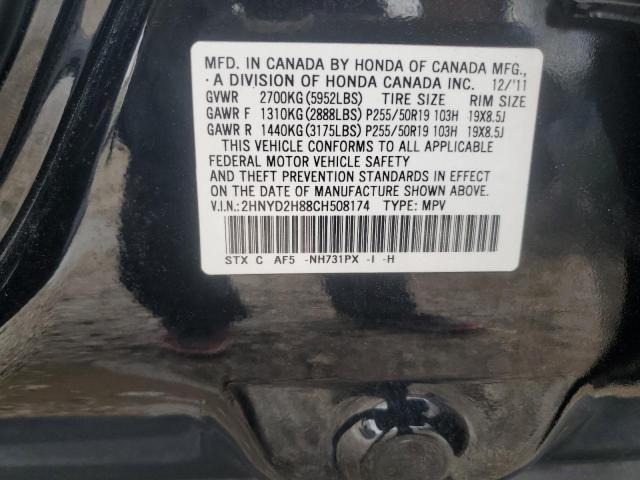 MFD. IN CANADA BY HONDA OF CANADA MFG.,
A DIVISION OF HONDA CANADA INC. 12/'11
GVWR 2700KG(5952LBS) TIRE SIZE RIM SIZE
GAWR F 1310KG(2888LBS) P255/50R19 103H 19X8.5J
GAWR R 1440KG(3175LBS) P255/50R19 103H 19X8.5J
THIS VEHICLE CONFORMS TO ALL APPLICABLE
FEDERAL MOTOR VEHICLE SAFETY
AND THEFT PREVENTION STANDARDS IN EFFECT
ON THE DATE OF MANUFACTURE SHOWN ABOVE.
V.I.N.:2HNYD2H88CH508174 TYPE: MPV
STX C AF5 -NH731PX -I -H